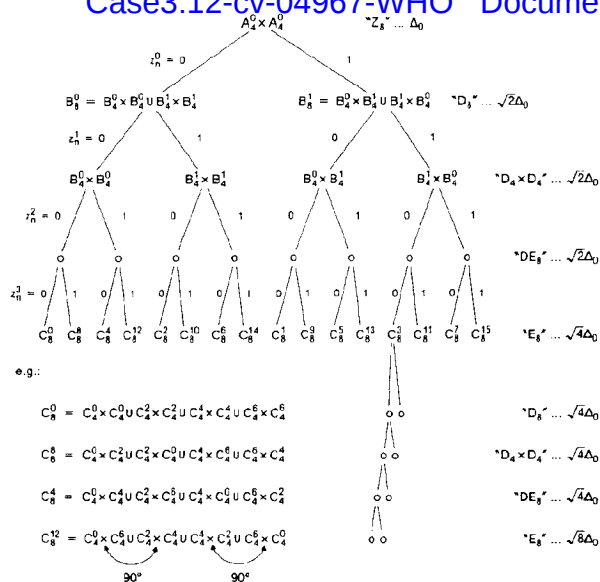 Case3:12-cv-04967-WHO Docume
A₄⁰ × A₄⁰ "Z₈" ... Δ₀
zₙ⁰ = 0 1
B₈⁰ = B₄⁰ × B₄⁰ U B₄¹ × B₄¹ B₈¹ = B₄⁰ × B₄¹ U B₄¹ × B₄⁰ "D₈" ... √2Δ₀
zₙ¹ = 0 1 0 1
B₄⁰ × B₄⁰ B₄¹ × B₄¹ B₄⁰ × B₄¹ B₄¹ × B₄⁰ "D₄ × D₄" ... √2Δ₀
zₙ² = 0 1 0 1 0 1 0 1
"DE₈" ... √2Δ₀
zₙ³ = 0 1 0 1 0 1 0 1 0 1 0 1 0 1 0 1
C₈⁰ C₈⁸ C₈⁴ C₈¹² C₈² C₈¹⁰ C₈⁶ C₈¹⁴ C₈¹ C₈⁹ C₈⁵ C₈¹³ C₈³ C₈¹¹ C₈⁷ C₈¹⁵ "E₈" ... √4Δ₀
e.g.:
C₈⁰ = C₄⁰ × C₄⁰ U C₄² × C₄² U C₄⁴ × C₄⁴ U C₄⁶ × C₄⁶ "D₈" ... √4Δ₀
C₈⁸ = C₄⁰ × C₄² U C₄² × C₄⁰ U C₄⁴ × C₄⁶ U C₄⁶ × C₄⁴ "D₄ × D₄" ... √4Δ₀
C₈⁴ = C₄⁰ × C₄⁴ U C₄² × C₄⁶ U C₄⁴ × C₄⁰ U C₄⁶ × C₄² "DE₈" ... √4Δ₀
C₈¹² = C₄⁰ × C₄⁶ U C₄² × C₄⁴ U C₄⁴ × C₄² U C₄⁶ × C₄⁰ "E₈" ... √8Δ₀
90° 90°